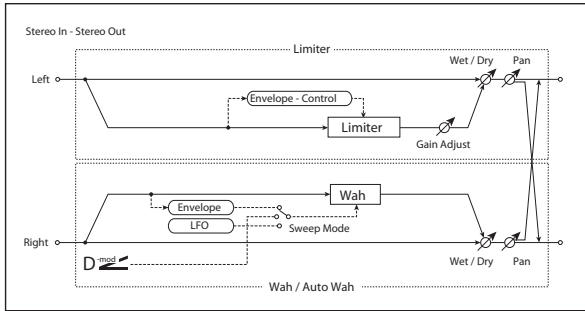 Stereo In - Stereo Out
Limiter
Wet / Dry
Pan
Left
Envelope - Control
Limiter
Gain Adjust
Wah
Envelope
LFO
Sweep Mode
Right
D-mod
Wet / Dry
Pan
Wah / Auto Wah